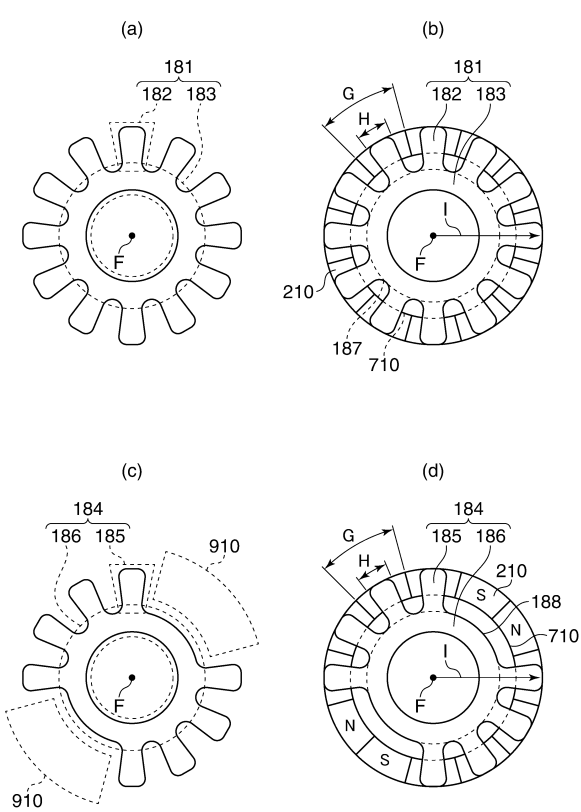 (a)
181
182 183
F
(b)
181
182 183
G
H
I
F
210
187
710
(c)
184
186 185
910
F
910
(d)
184
185 186
G
H
210
S
188
N
710
I
F
N
S